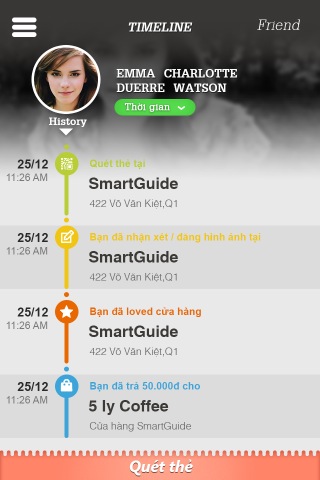 TIMELINE
Friend
EMMA CHARLOTTE
DUERRE WATSON
Thời gian
History
25/12
11:26 AM
Quét thẻ tại
SmartGuide
422 Võ Văn Kiệt,Q1
25/12
11:26 AM
Bạn đã nhận xét / đăng hình ảnh tại
SmartGuide
422 Võ Văn Kiệt,Q1
25/12
11:26 AM
Bạn đã loved cửa hàng
SmartGuide
422 Võ Văn Kiệt,Q1
25/12
11:26 AM
Bạn đã trả 50.000đ cho
5 ly Coffee
Cửa hàng SmartGuide
Quét thẻ